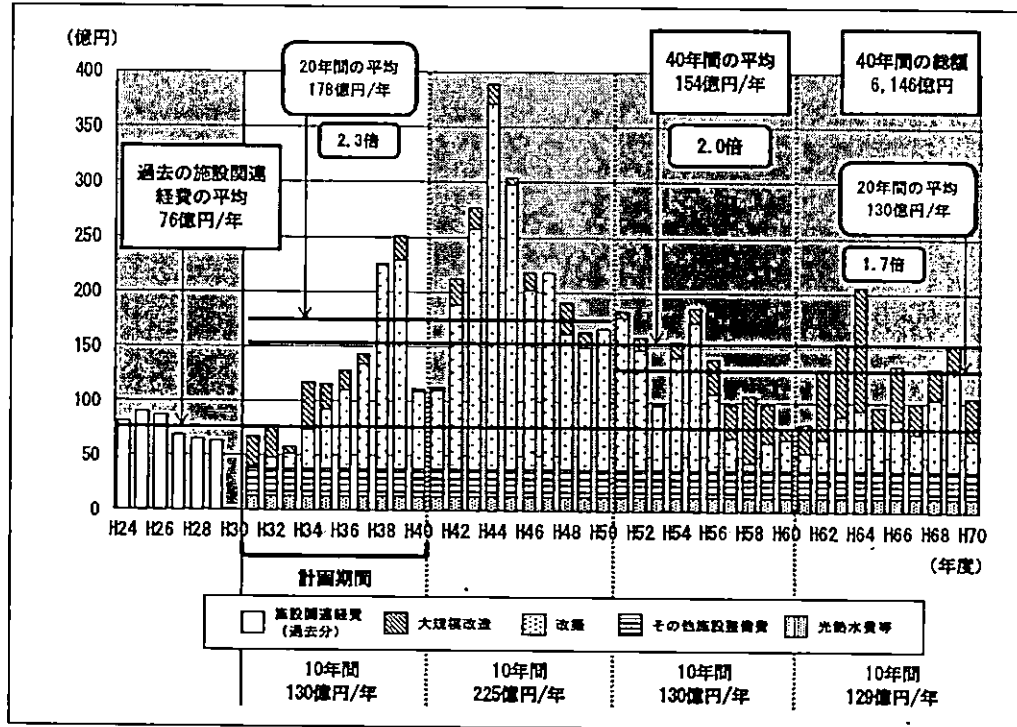 (億円)
20年間の平均
178億円/年
2.3倍
40年間の平均
154億円/年
2.0倍
40年間の総額
6,146億円
20年間の平均
130億円/年
1.7倍
過去の施設関連
経費の平均
76億円/年
400
350
300
250
200
150
100
50
0
H24 H26 H28 H30 H32 H34 H36 H38 H40 H42 H44 H46 H48 H50 H52 H54 H56 H58 H60 H62 H64 H66 H68 H70
(年度)
計画期間
施設関連経費
(過去分)
大規模改造
改築
その他施設整備費
光熱水費等
10年間
130億円/年
10年間
225億円/年
10年間
130億円/年
10年間
129億円/年